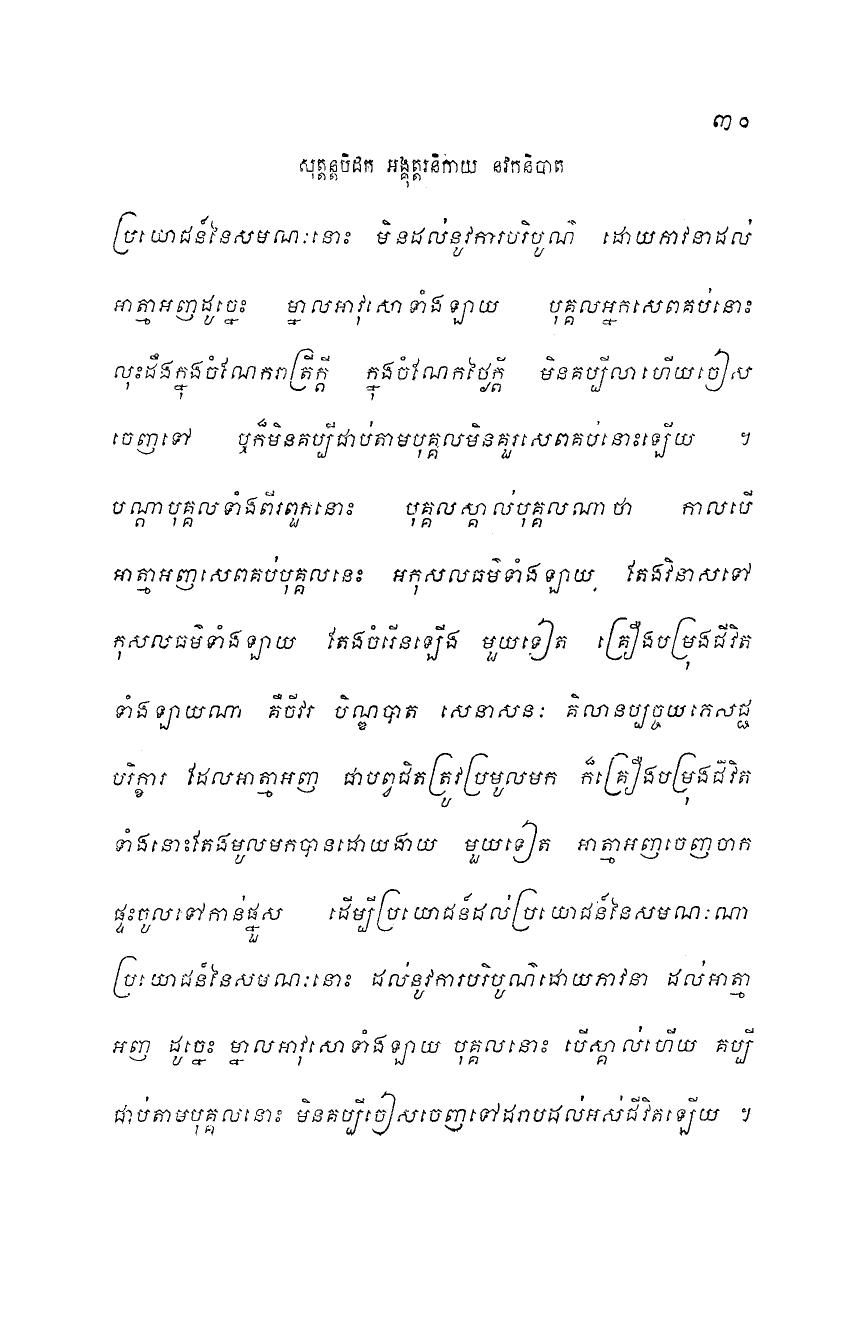 ៣០
សុត្តន្តបិដក អង្គុត្តរនិកាយ នវកនិបាត
ប្រយោជន៍នៃសមណៈនោះ មិនដល់នូវការបរិបូណ៌ ដោយភាវនាដល់
អាត្មាអញដូច្នេះ ម្នាលអាវុសោទាំងឡាយ បុគ្គលអ្នកសេពគប់នោះ
លុះដឹងក្នុងចំណែករាត្រីក្តី ក្នុងចំណែកថ្ងៃក្តី មិនគប្បីលាហើយចៀស
ចេញទៅ ឬក៏មិនគប្បីជាប់តាមបុគ្គលមិនគួរសេពគប់នោះឡើយ ។
បណ្តាបុគ្គលទាំងពីរពួកនោះ បុគ្គលស្គាល់បុគ្គលណាថា កាលបើ
អាត្មាអញសេពគប់បុគ្គលនេះ អកុសលធម៌ទាំងឡាយ តែងវិនាសទៅ
កុសលធម៌ទាំងឡាយ តែងចំរើនឡើង មួយទៀត គ្រឿងបម្រុងជីវិត
ទាំងឡាយណា គឺចីវរ បិណ្ឌបាត សេនាសនៈ គិលានប្បច្ចយភេសជ្ជ
បរិក្ខារ ដែលអាត្មាអញ ជាបព្វជិតត្រូវប្រមូលមក ក៏គ្រឿងបម្រុងជីវិត
ទាំងនោះតែងមូលមកបានដោយងាយ មួយទៀត អាត្មាអញចេញចាក
ផ្ទះចូលទៅកាន់ផ្នួស ដើម្បីប្រយោជន៍ដល់ប្រយោជន៍នៃសមណៈណា
ប្រយោជន៍នៃសមណៈនោះ ដល់នូវការបរិបូណ៌ដោយភាវនា ដល់អាត្មា
អញ ដូច្នេះ ម្នាលអាវុសោទាំងឡាយ បុគ្គលនោះ បើស្គាល់ហើយ គប្បី
ជាប់តាមបុគ្គលនោះ មិនគប្បីចៀសចេញទៅដរាបដល់អស់ជីវិតឡើយ ។